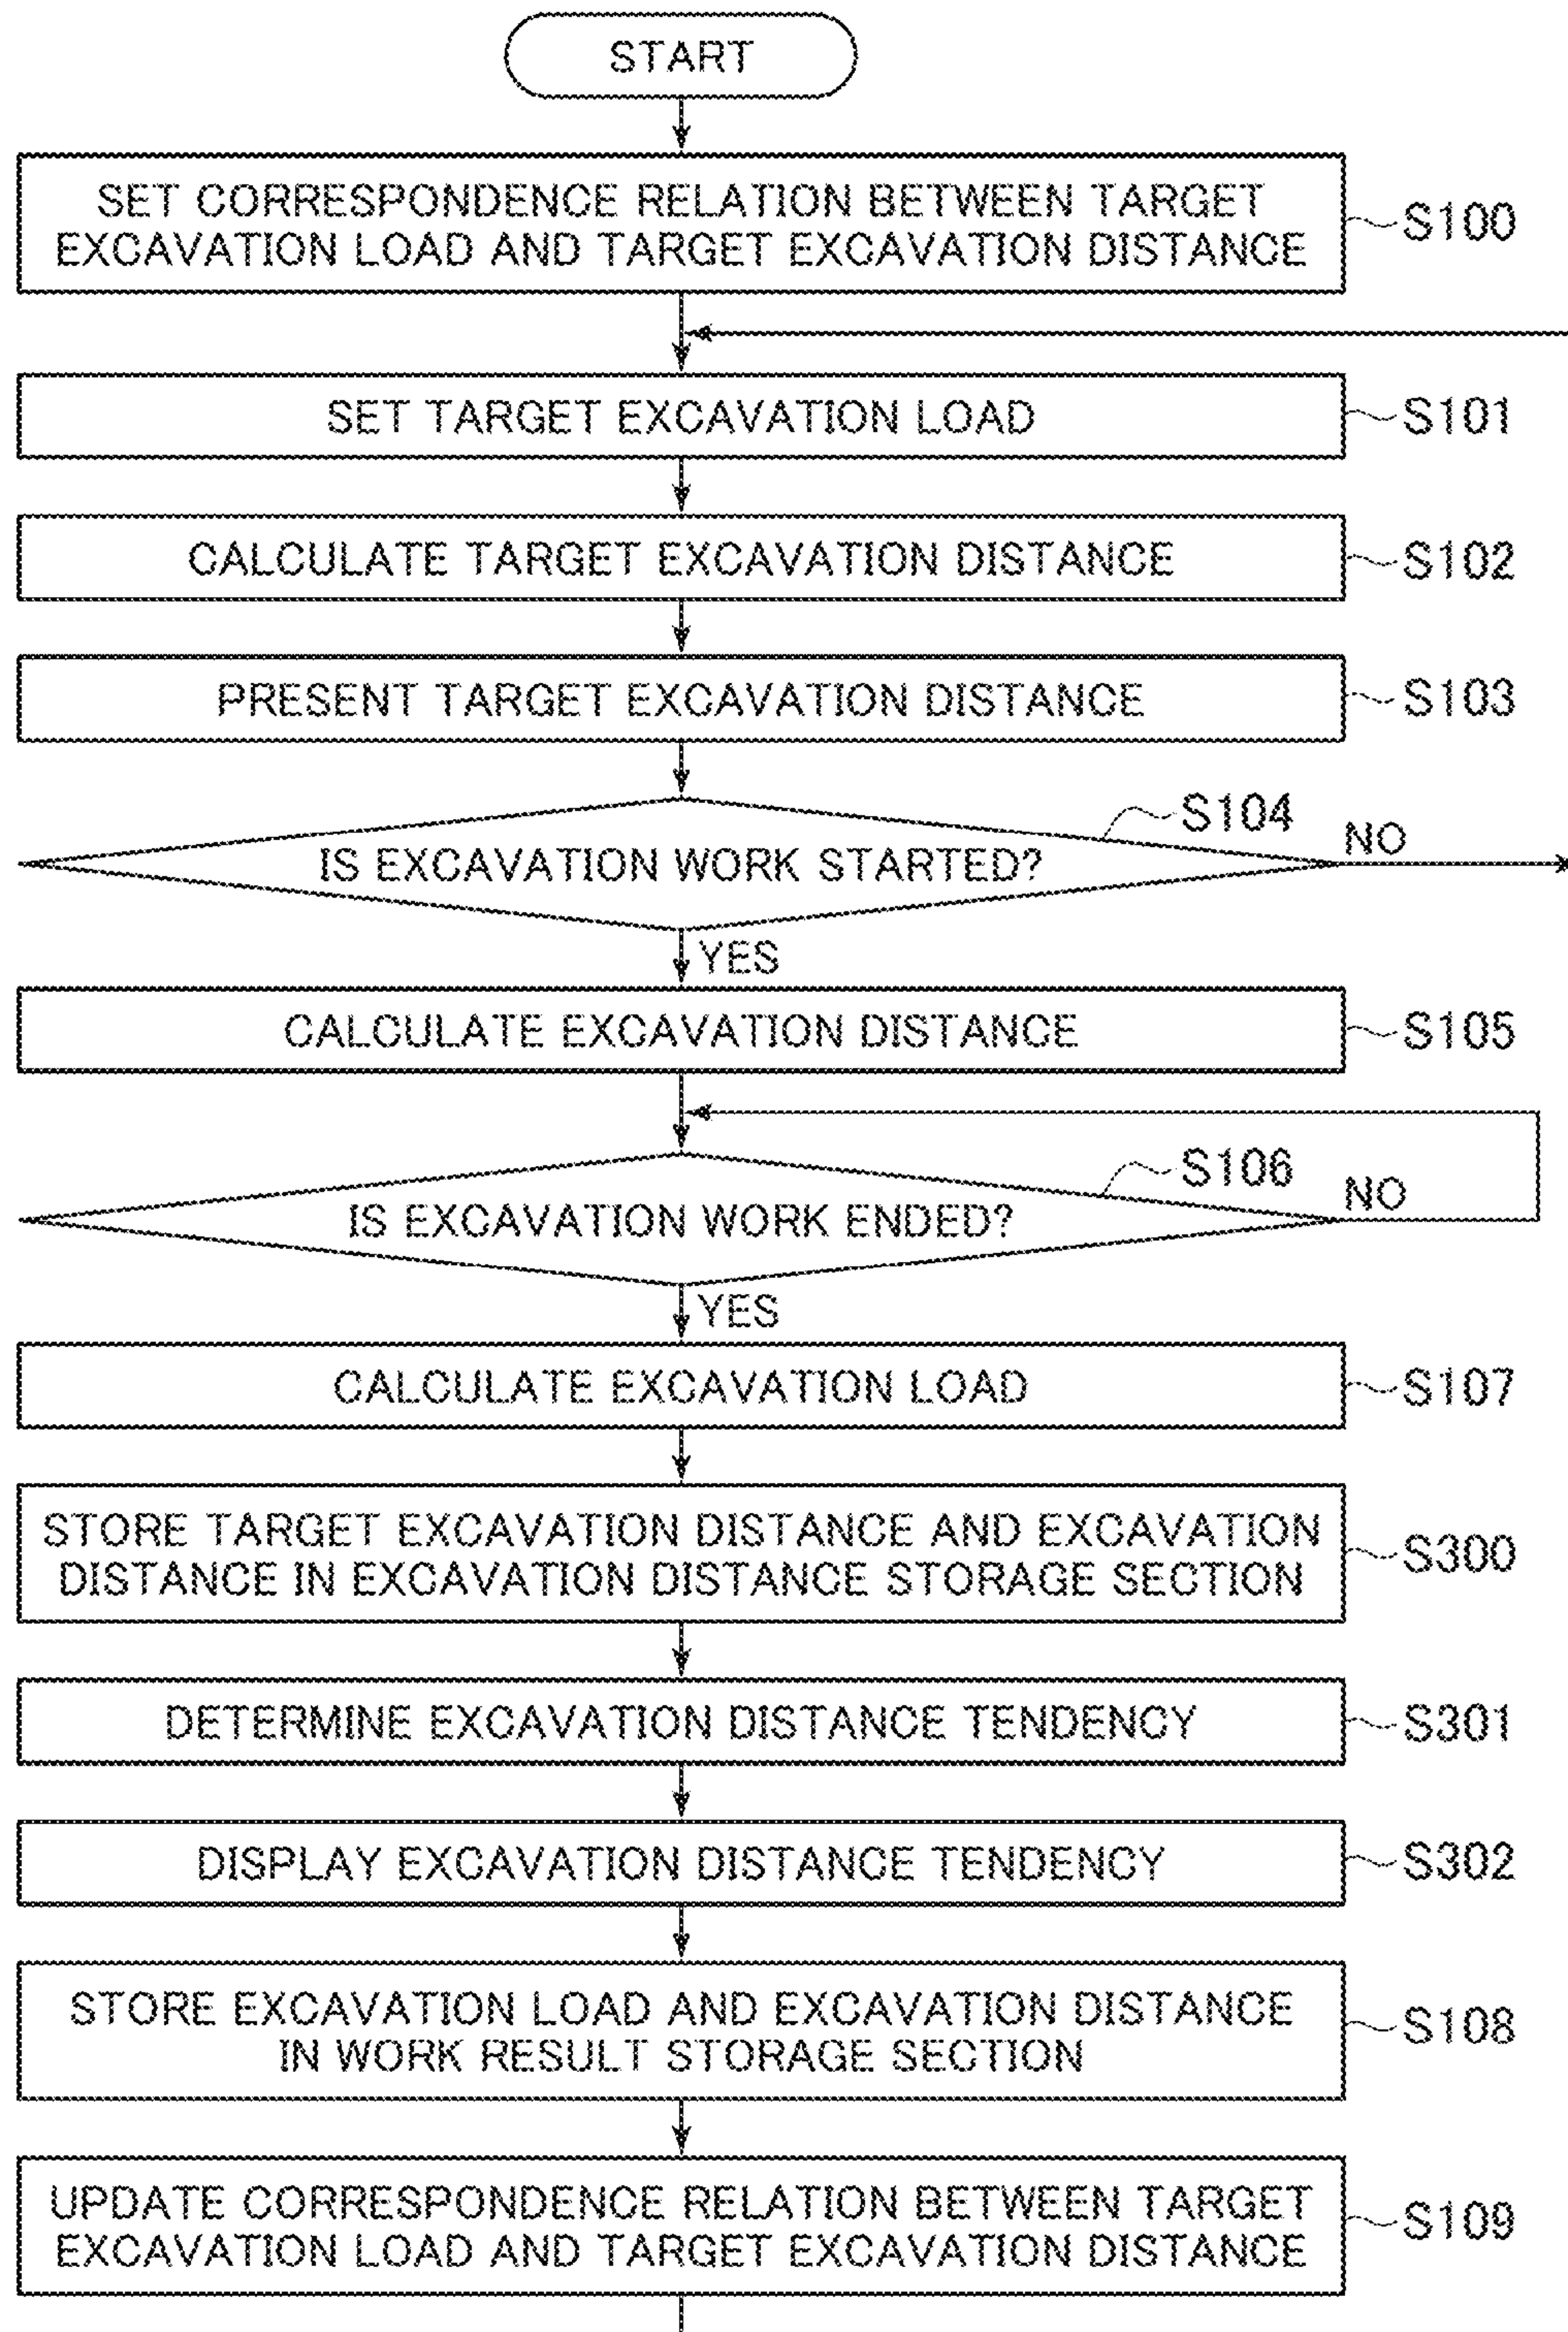 START
SET CORRESPONDENCE RELATION BETWEEN TARGET
EXCAVATION LOAD AND TARGET EXCAVATION DISTANCE
S100
SET TARGET EXCAVATION LOAD
S101
CALCULATE TARGET EXCAVATION DISTANCE
S102
PRESENT TARGET EXCAVATION DISTANCE
S103
S104
NO
IS EXCAVATION WORK STARTED?
YES
CALCULATE EXCAVATION DISTANCE
S105
S106
NO
IS EXCAVATION WORK ENDED?
YES
CALCULATE EXCAVATION LOAD
S107
STORE TARGET EXCAVATION DISTANCE AND EXCAVATION
DISTANCE IN EXCAVATION DISTANCE STORAGE SECTION
S300
DETERMINE EXCAVATION DISTANCE TENDENCY
S301
DISPLAY EXCAVATION DISTANCE TENDENCY
S302
STORE EXCAVATION LOAD AND EXCAVATION DISTANCE
IN WORK RESULT STORAGE SECTION
S108
UPDATE CORRESPONDENCE RELATION BETWEEN TARGET
EXCAVATION LOAD AND TARGET EXCAVATION DISTANCE
S109